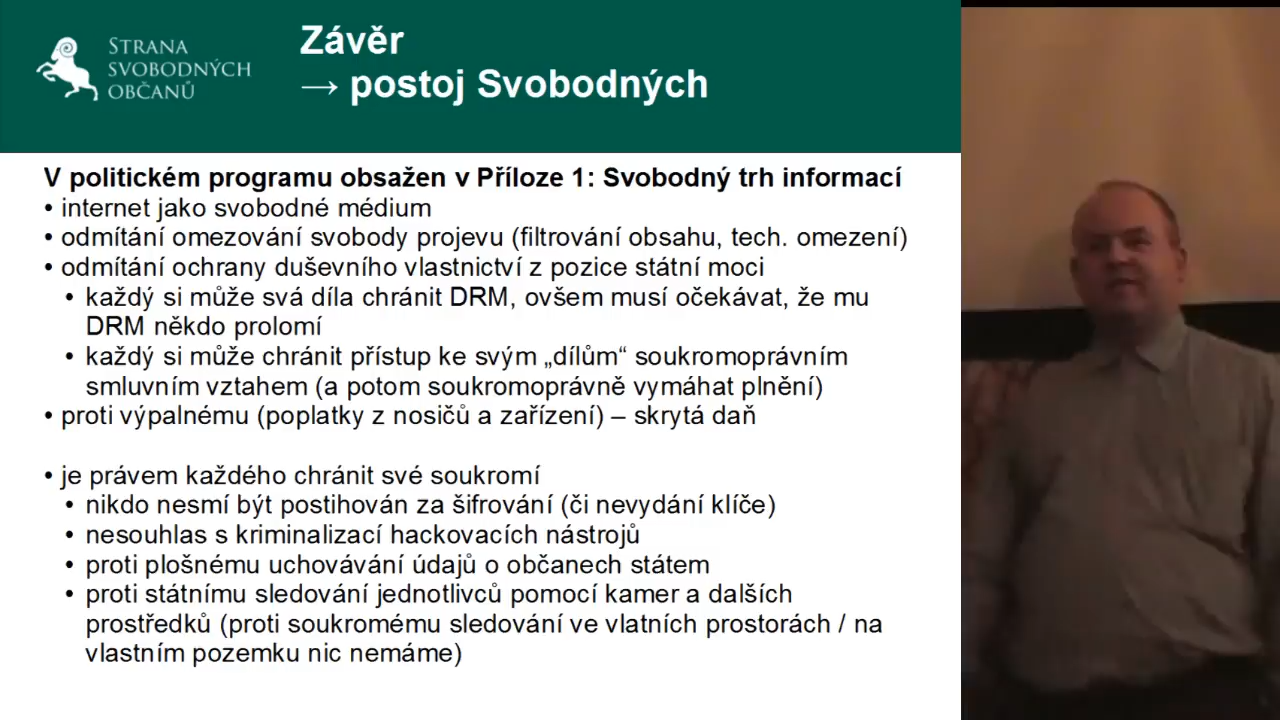 STRANA
SVOBODNÝCH
OBČANŮ
Závěr
→ postoj Svobodných
V politickém programu obsažen v Příloze 1: Svobodný trh informací
• internet jako svobodné médium
• odmítání omezování svobody projevu (filtrování obsahu, tech. omezení)
• odmítání ochrany duševního vlastnictví z pozice státní moci
• každý si může svá díla chránit DRM, ovšem musí očekávat, že mu
DRM někdo prolomí
• každý si může chránit přístup ke svým „dílům“ soukromoprávním
smluvním vztahem (a potom soukromoprávně vymáhat plnění)
• proti výpalnému (poplatky z nosičů a zařízení) – skrytá daň
• je právem každého chránit své soukromí
• nikdo nesmí být postihován za šifrování (či nevydání klíče)
• nesouhlas s kriminalizací hackovacích nástrojů
• proti plošnému uchovávání údajů o občanech státem
• proti státnímu sledování jednotlivců pomocí kamer a dalších
prostředků (proti soukromému sledování ve vlatních prostorách / na
vlastním pozemku nic nemáme)